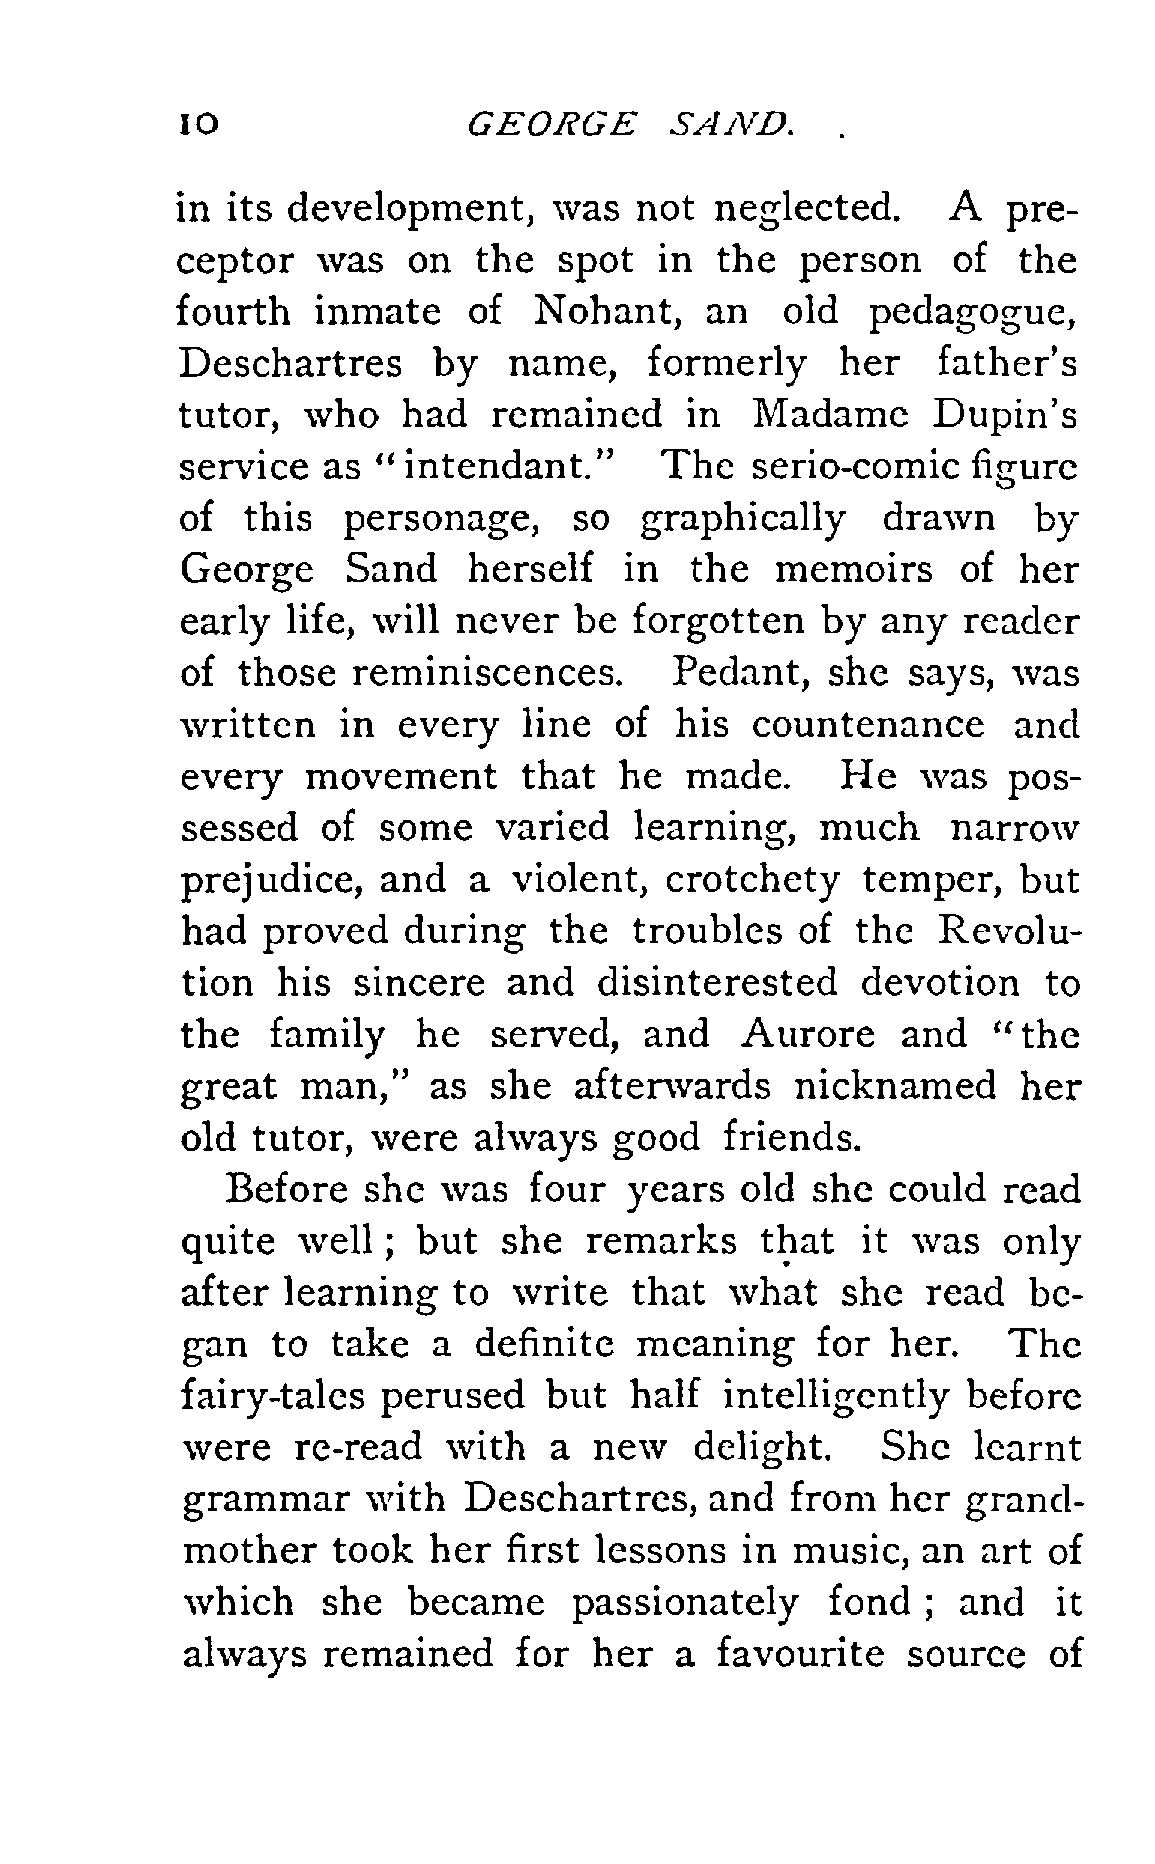 10 GEORGE SAND.
in its development, was not neglected. A pre-
ceptor was on the spot in the person of the
fourth inmate of Nohant, an old pedagogue,
Deschartres by name, formerly her father's
tutor, who had remained in Madame Dupin's
service as "intendant." The serio-comic figure
of this personage, so graphically drawn by
George Sand herself in the memoirs of her
early life, will never be forgotten by any reader
of those reminiscences. Pedant, she says, was
written in every line of his countenance and
every movement that he made. He was pos-
sessed of some varied learning, much narrow
prejudice, and a violent, crotchety temper, but
had proved during the troubles of the Revolu-
tion his sincere and disinterested devotion to
the family he served, and Aurore and "the
great man," as she afterwards nicknamed her
old tutor, were always good friends.
Before she was four years old she could read
quite well; but she remarks that it was only
after learning to write that what she read be-
gan to take a definite meaning for her. The
fairy-tales perused but half intelligently before
were re-read with a new delight. She learnt
grammar with Deschartres, and from her grand-
mother took her first lessons in music, an art of
which she became passionately fond; and it
always remained for her a favourite source of